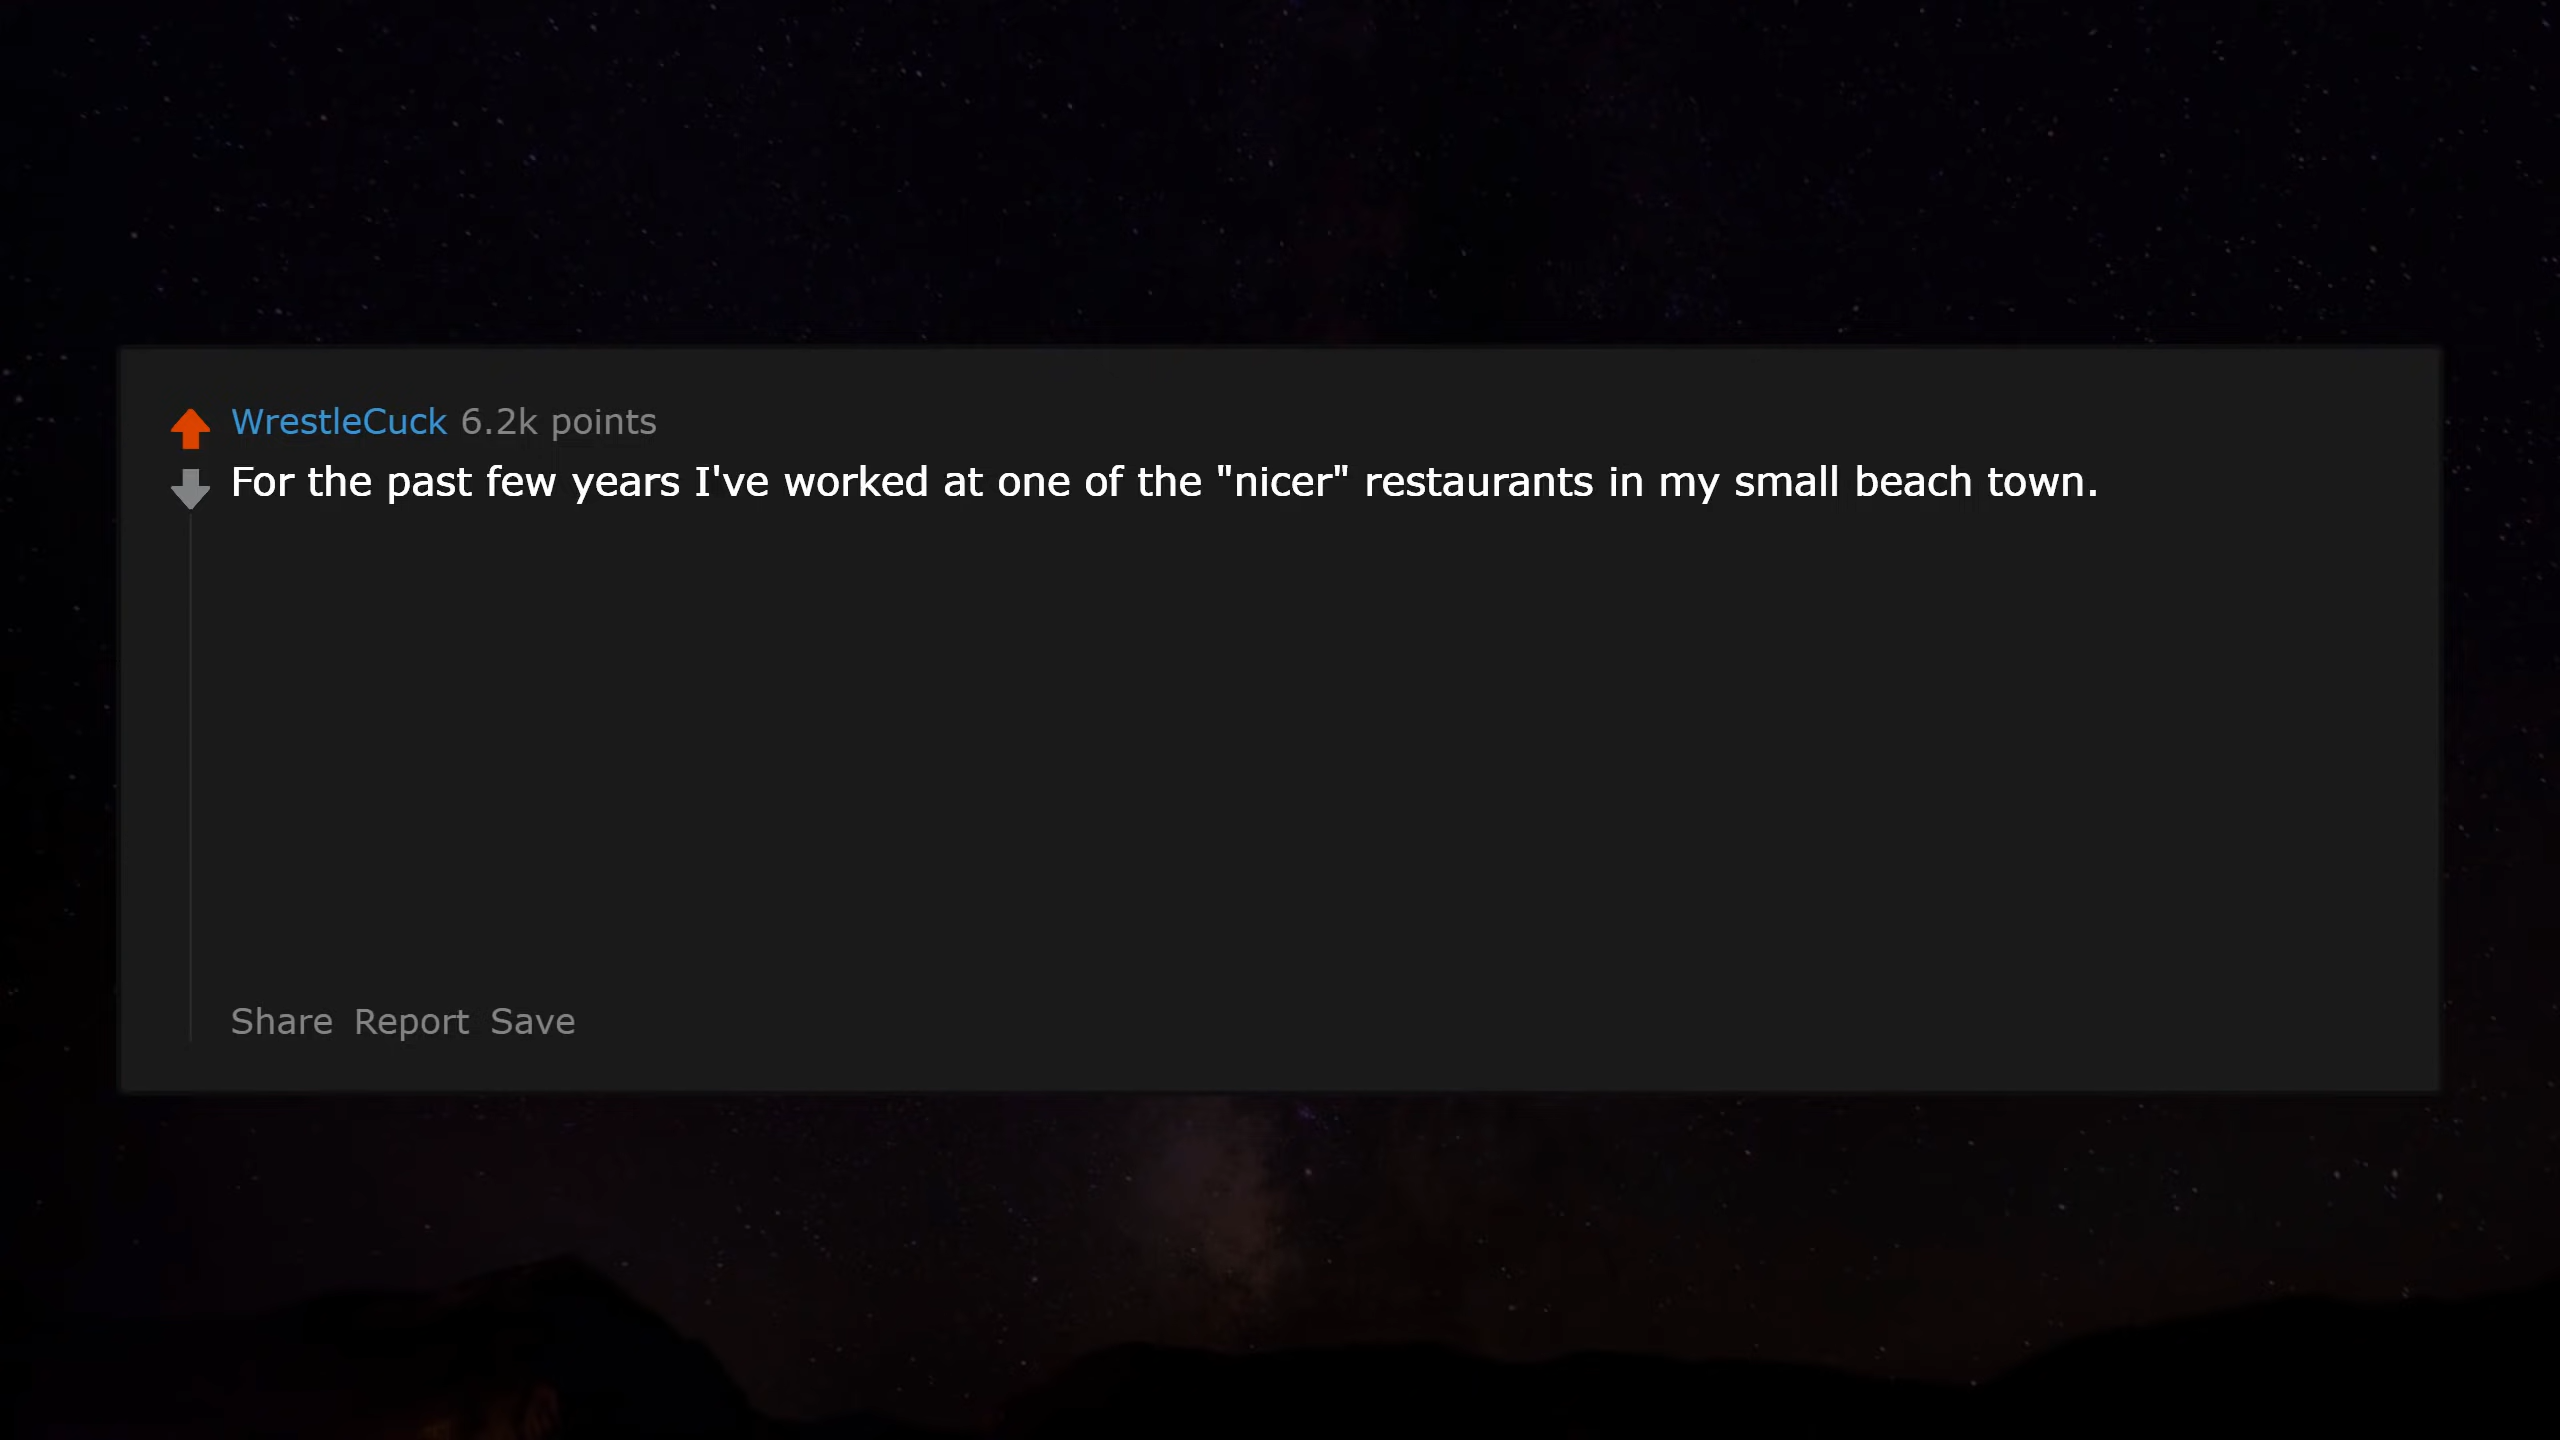 WrestleCuck 6.2k points
For the past few years I've worked at one of the "nicer" restaurants in my small beach town.
Share Report Save